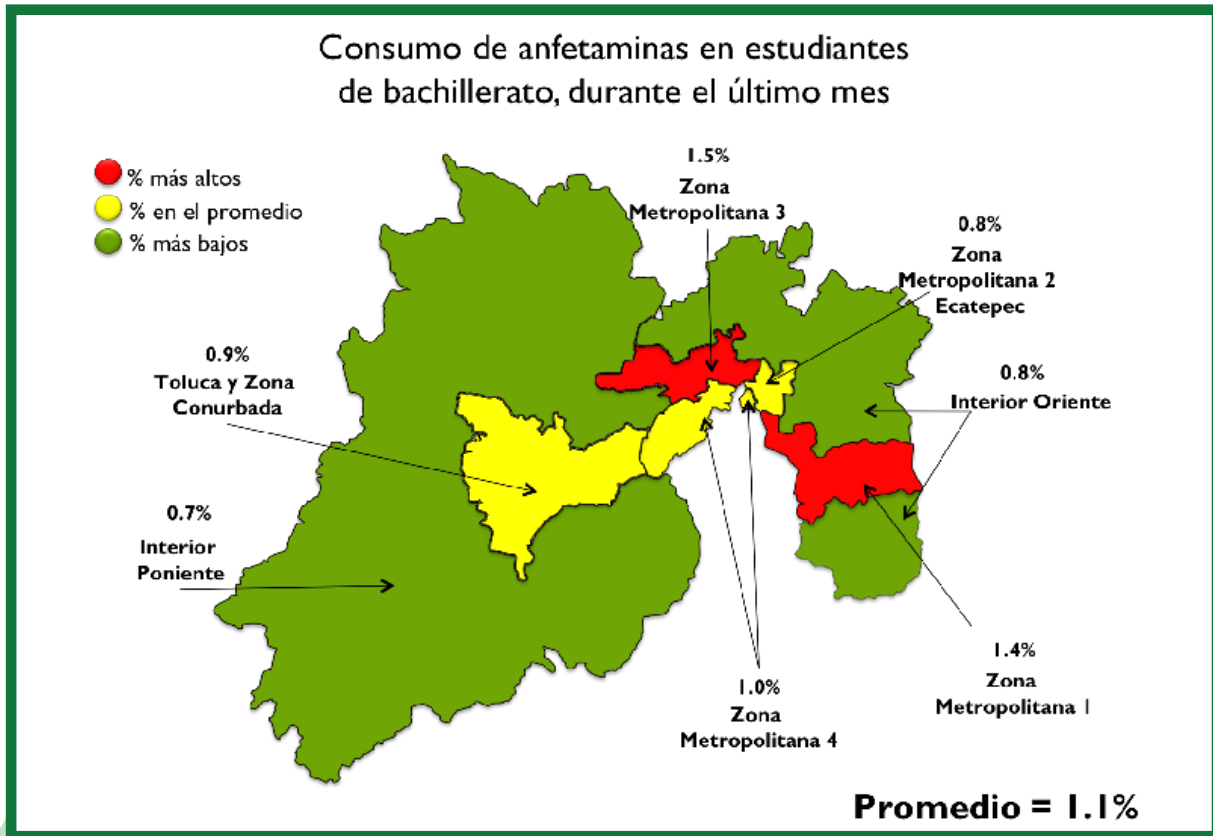 Consumo de anfetaminas en estudiantes
de bachillerato, durante el último mes
% más altos
% en el promedio
% más bajos
1.5%
Zona
Metropolitana 3
0.8%
Zona
Metropolitana 2
Ecatepec
0.9%
Toluca y Zona
Conurbada
0.8%
Interior Oriente
0.7%
Interior
Poniente
1.4%
Zona
Metropolitana 1
1.0%
Zona
Metropolitana 4
Promedio = 1.1%